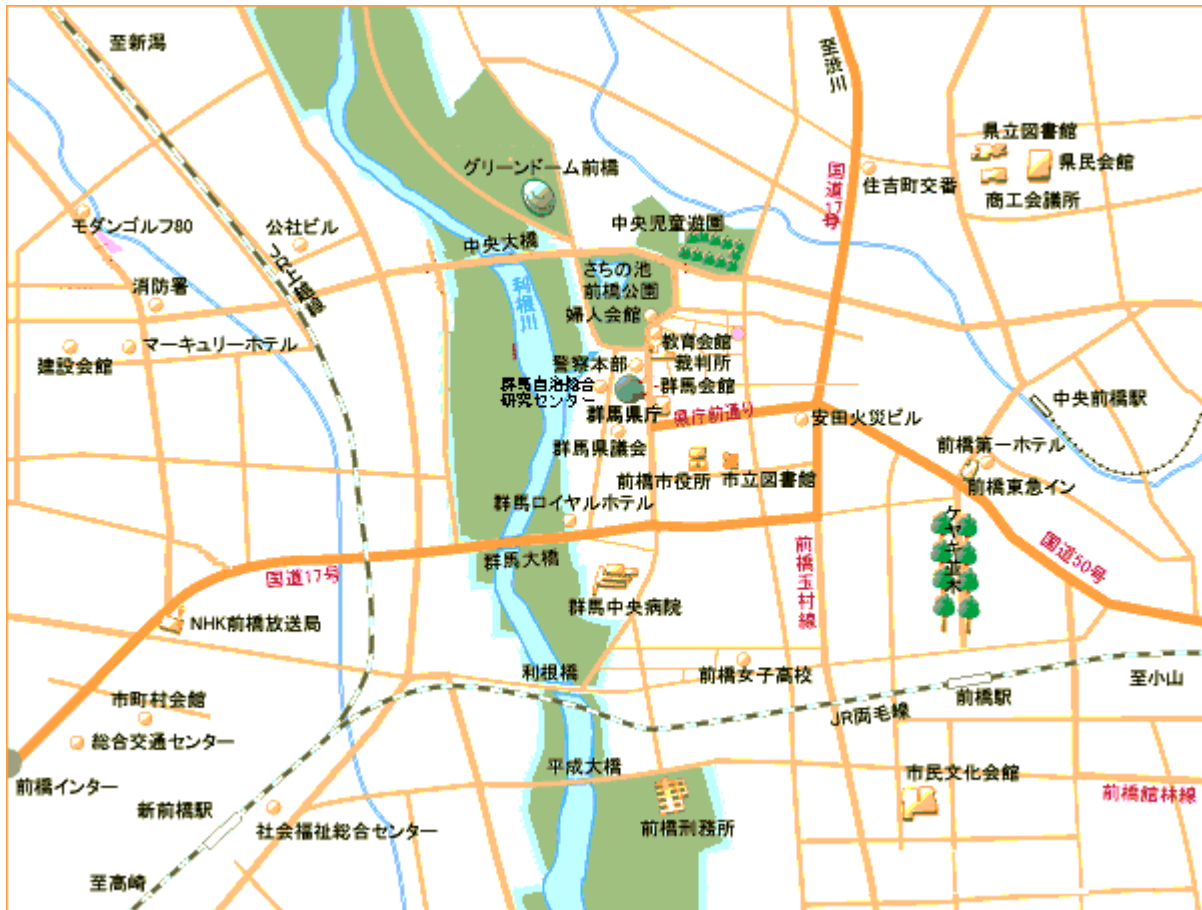 至新潟
至渋川
県立図書館
県民会館
グリーンドーム前橋
住吉町交番
国道17号
商工会議所
モダンゴルフ80
公社ビル
中央児童遊園
中央大橋
さちの池
前橋公園
利根川
消防署
JR上越線
婦人会館
建設会館
マーキュリーホテル
教育会館
警察本部
裁判所
群馬自治総合
研究センター
群馬会館
群馬県庁
県庁前通り
安田火災ビル
中央前橋駅
群馬県議会
前橋第一ホテル
前橋市役所
市立図書館
前橋東急イン
群馬ロイヤルホテル
ケヤキ並木
国道17号
群馬大橋
前橋玉村線
国道50号
群馬中央病院
NHK前橋放送局
利根橋
前橋女子高校
至小山
前橋駅
市町村会館
JR両毛線
総合交通センター
平成大橋
市民文化会館
前橋インター
前橋館林線
新前橋駅
社会福祉総合センター
前橋刑務所
至高崎